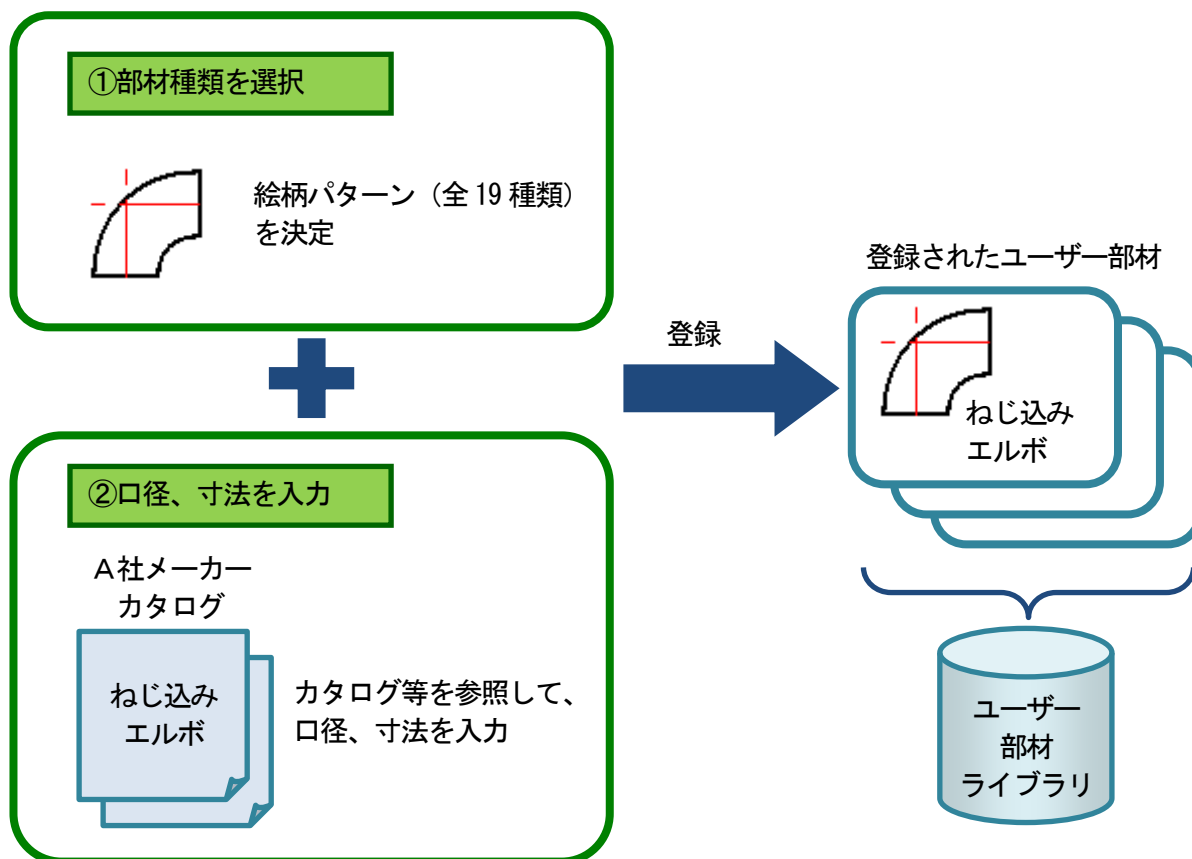 ①部材種類を選択
絵柄パターン（全 19 種類）
を決定
登録
登録されたユーザー部材
ねじ込み
エルボ
②口径、寸法を入力
Ａ社メーカー
カタログ
ねじ込み
エルボ
カタログ等を参照して、
口径、寸法を入力
ユーザー
部材
ライブラリ